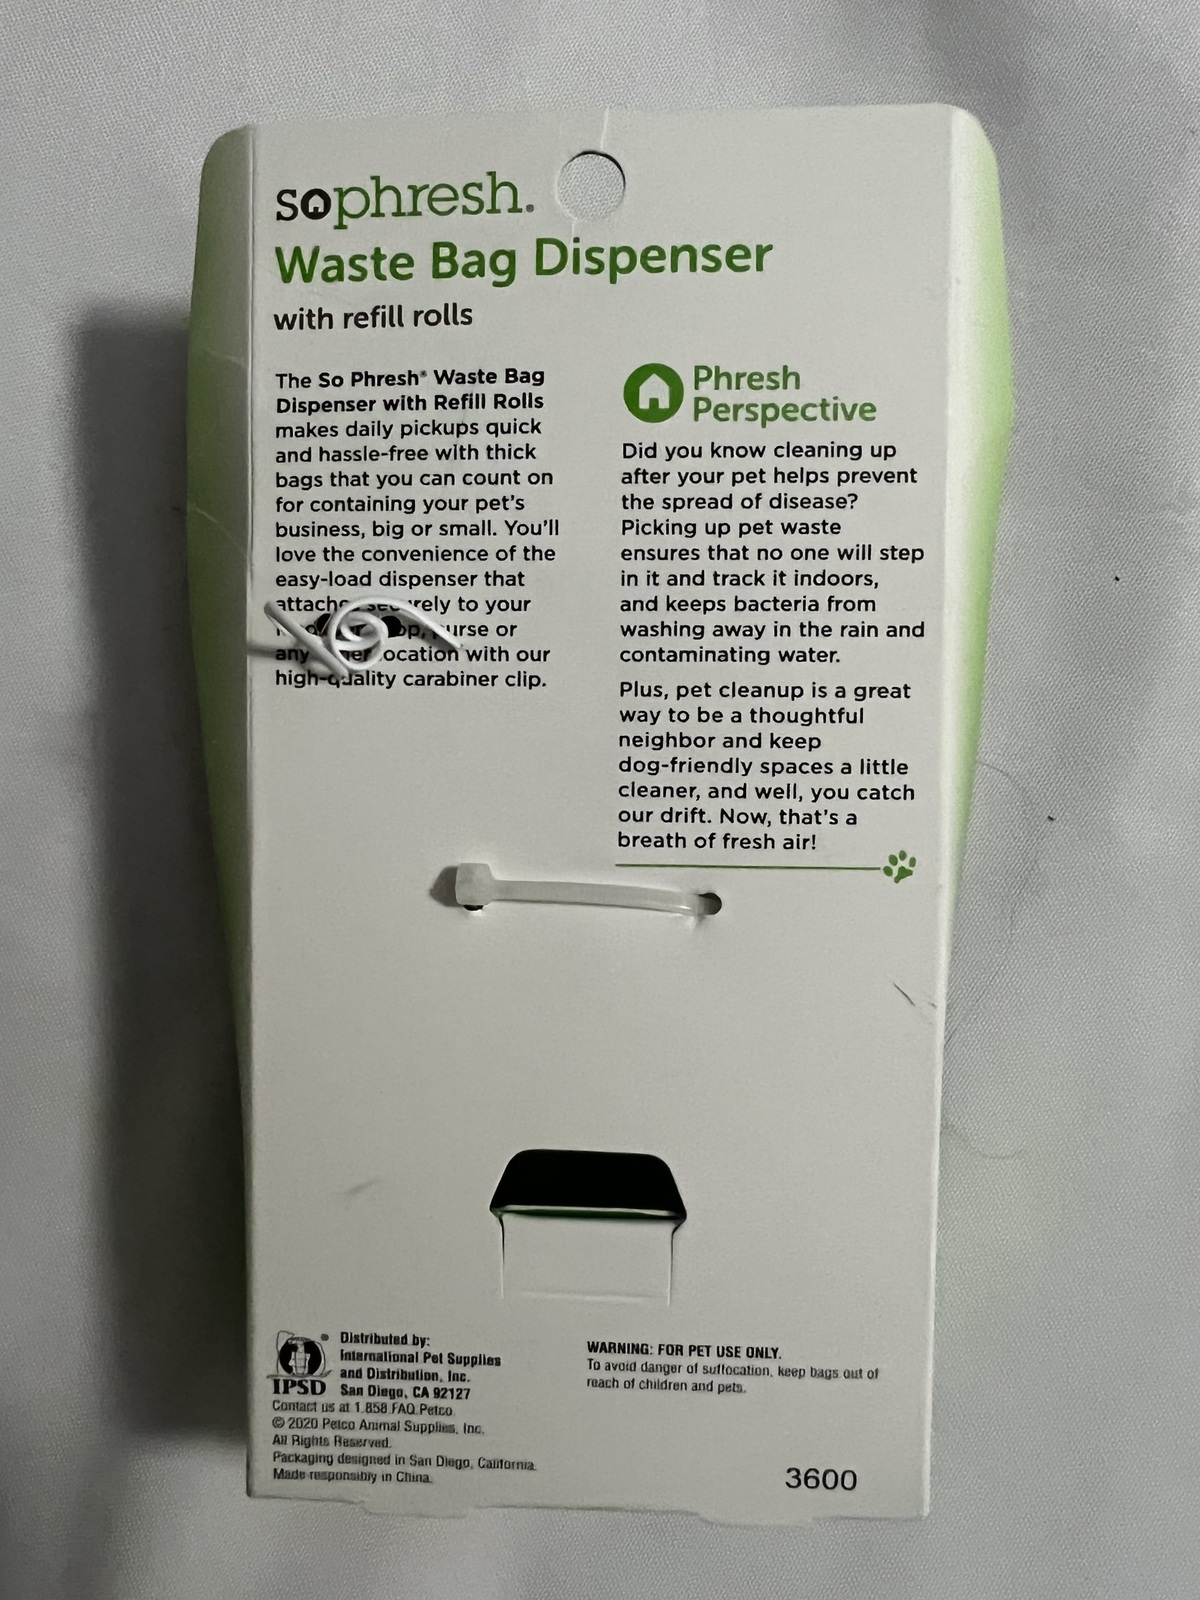 sophresh.
Waste Bag Dispenser
with refill rolls
The So Phresh® Waste Bag
Dispenser with Refill Rolls
makes daily pickups quick
and hassle-free with thick
bags that you can count on
for containing your pet's
business, big or small. You'll
love the convenience of the
easy-load dispenser that
securely to your
purse or
any location with our
high-quality carabiner clip.
Phresh
Perspective
Did you know cleaning up
after your pet helps prevent
the spread of disease?
Picking up pet waste
ensures that no one will step
in it and track it indoors,
and keeps bacteria from
washing away in the rain and
contaminating water.
Plus, pet cleanup is a great
way to be a thoughtful
neighbor and keep
dog-friendly spaces a little
cleaner, and well, you catch
our drift. Now, that's a
breath of fresh air!
IPSD
Distributed by:
International Pet Supplies
and Distribution, Inc.
San Diego, CA 92127
Contact us at 1.858.FAQ.Petco.
© 2020 Petco Animal Supplies, Inc.
All Rights Reserved.
Packaging designed in San Diego, California.
Made responsibly in China.
WARNING: FOR PET USE ONLY.
To avoid danger of suffocation, keep bags out of
reach of children and pets.
3600